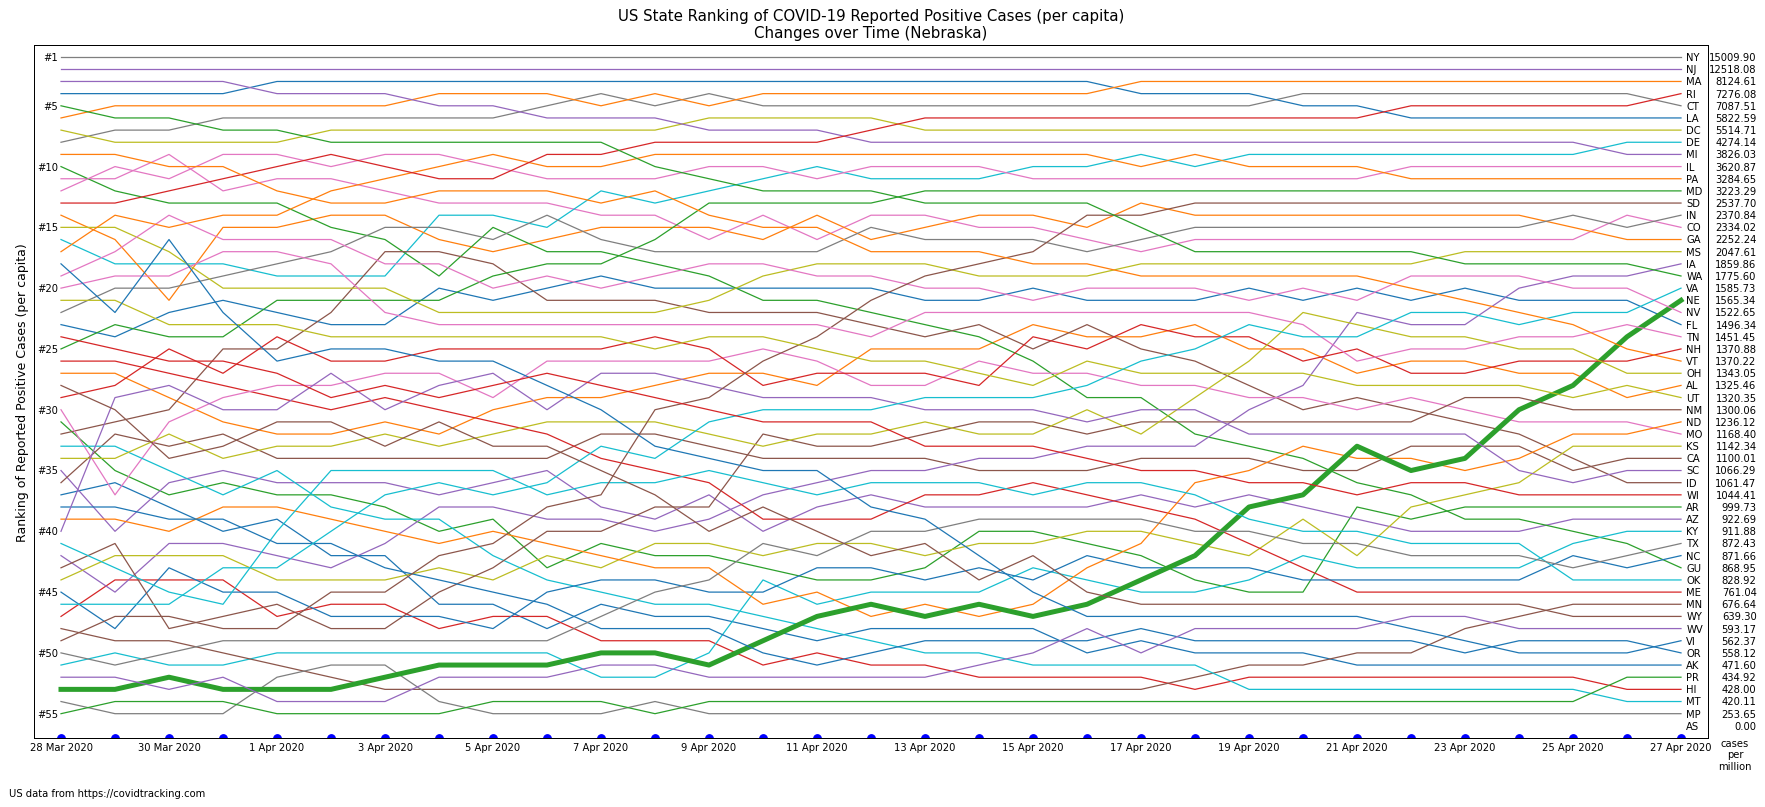 US State Ranking of COVID-19 Reported Positive Cases (per capita)
Changes over Time (Nebraska)
Ranking of Reported Positive Cases (per capita)
#1
#5
#10
#15
#20
#25
#30
#35
#40
#45
#50
#55
NY 15009.90
NJ 12518.08
MA 8124.61
RI 7276.08
CT 7087.51
LA 5822.59
DC 5514.71
DE 4274.14
MI 3826.03
IL 3620.87
PA 3284.65
MD 3223.29
SD 2537.70
IN 2370.84
CO 2334.02
GA 2252.24
MS 2047.61
IA 1859.86
WA 1775.60
VA 1585.73
NE 1565.34
NV 1522.65
FL 1496.34
TN 1451.45
NH 1370.88
VT 1370.22
OH 1343.05
AL 1325.46
UT 1320.35
NM 1300.06
ND 1236.12
MO 1168.40
KS 1142.34
CA 1100.01
SC 1066.29
ID 1061.47
WI 1044.41
AR 999.73
AZ 922.69
KY 911.88
TX 872.43
NC 871.66
GU 868.95
OK 828.92
ME 761.04
MN 676.64
WY 639.30
WV 593.17
VI 562.37
OR 558.12
AK 471.60
PR 434.92
HI 428.00
MT 420.11
MP 253.65
AS 0.00
28 Mar 2020 30 Mar 2020 1 Apr 2020 3 Apr 2020 5 Apr 2020 7 Apr 2020 9 Apr 2020 11 Apr 2020 13 Apr 2020 15 Apr 2020 17 Apr 2020 19 Apr 2020 21 Apr 2020 23 Apr 2020 25 Apr 2020 27 Apr 2020
cases
per
million
US data from https://covidtracking.com